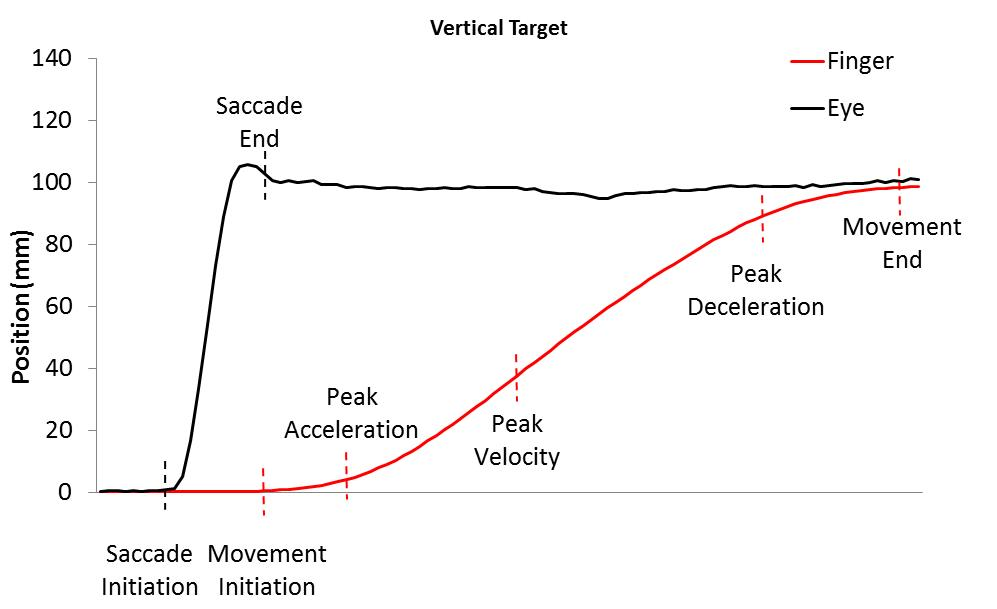 Vertical Target
Finger
Eye
Position (mm)
140
120
100
80
60
40
20
0
Saccade
End
Peak
Acceleration
Peak
Velocity
Peak
Deceleration
Movement
End
Saccade
Initiation
Movement
Initiation